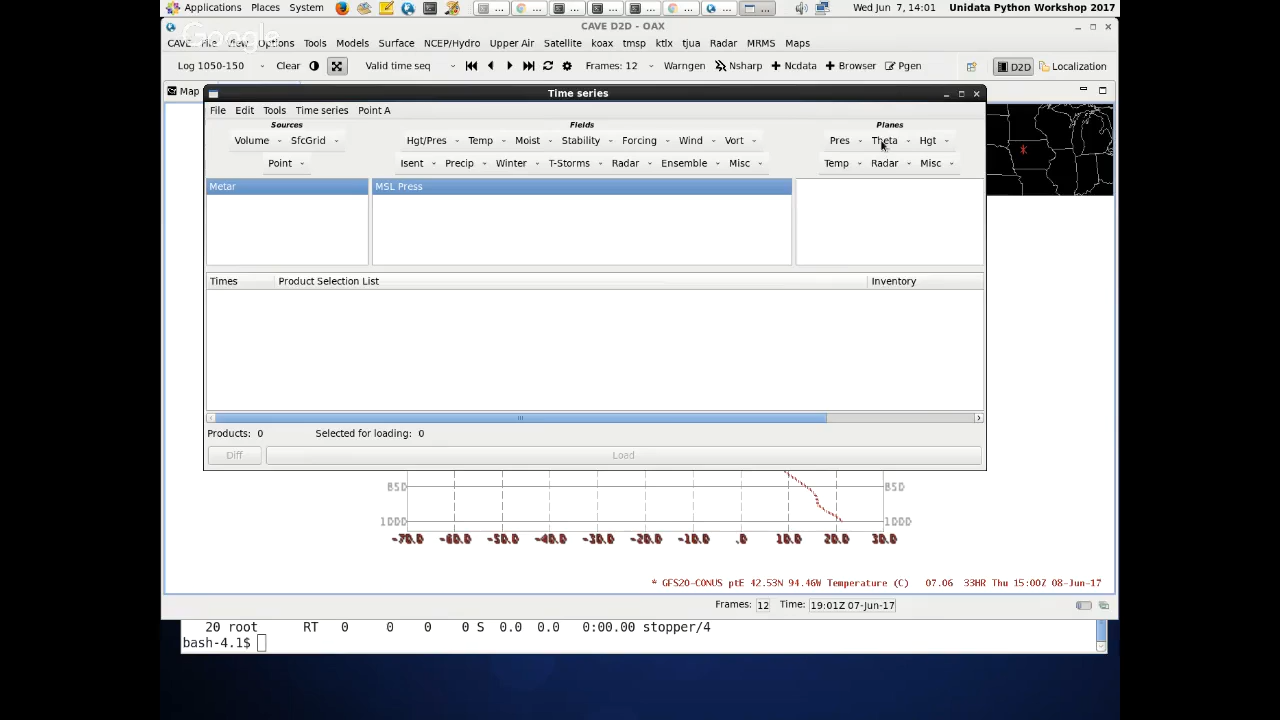 Applications Places System Wed Jun 7, 14:01 Unidata Python Workshop 2017
CAVE D2D - OAX
Google
CAVE File View Options Tools Models Surface NCEP/Hydro Upper Air Satellite koax tmsp ktlx tjua Radar MRMS Maps
Log 1050-150 Clear Valid time seq Frames: 12 Warngen Nsharp Ncdata Browser Pgen D2D Localization
Map
Time series
File Edit Tools Time series Point A
Sources Fields Planes
Volume SfcGrid Hgt/Pres Temp Moist Stability Forcing Wind Vort Pres Theta Hgt
Point Isent Precip Winter T-Storms Radar Ensemble Misc Temp Radar Misc
Metar MSL Press
Times Product Selection List Inventory
Products: 0 Selected for loading: 0
Diff Load
850 850
1000 1000
-70.0 -60.0 -50.0 -40.0 -30.0 -20.0 -10.0 .0 10.0 20.0 30.0
* GFS20-CONUS ptE 42.53N 94.46W Temperature (C) 07.06 33HR Thu 15:00Z 08-Jun-17
Frames: 12 Time: 19:01Z 07-Jun-17
20 root RT 0 0 0 0 S 0.0 0.0 0:00.00 stopper/4
bash-4.1$